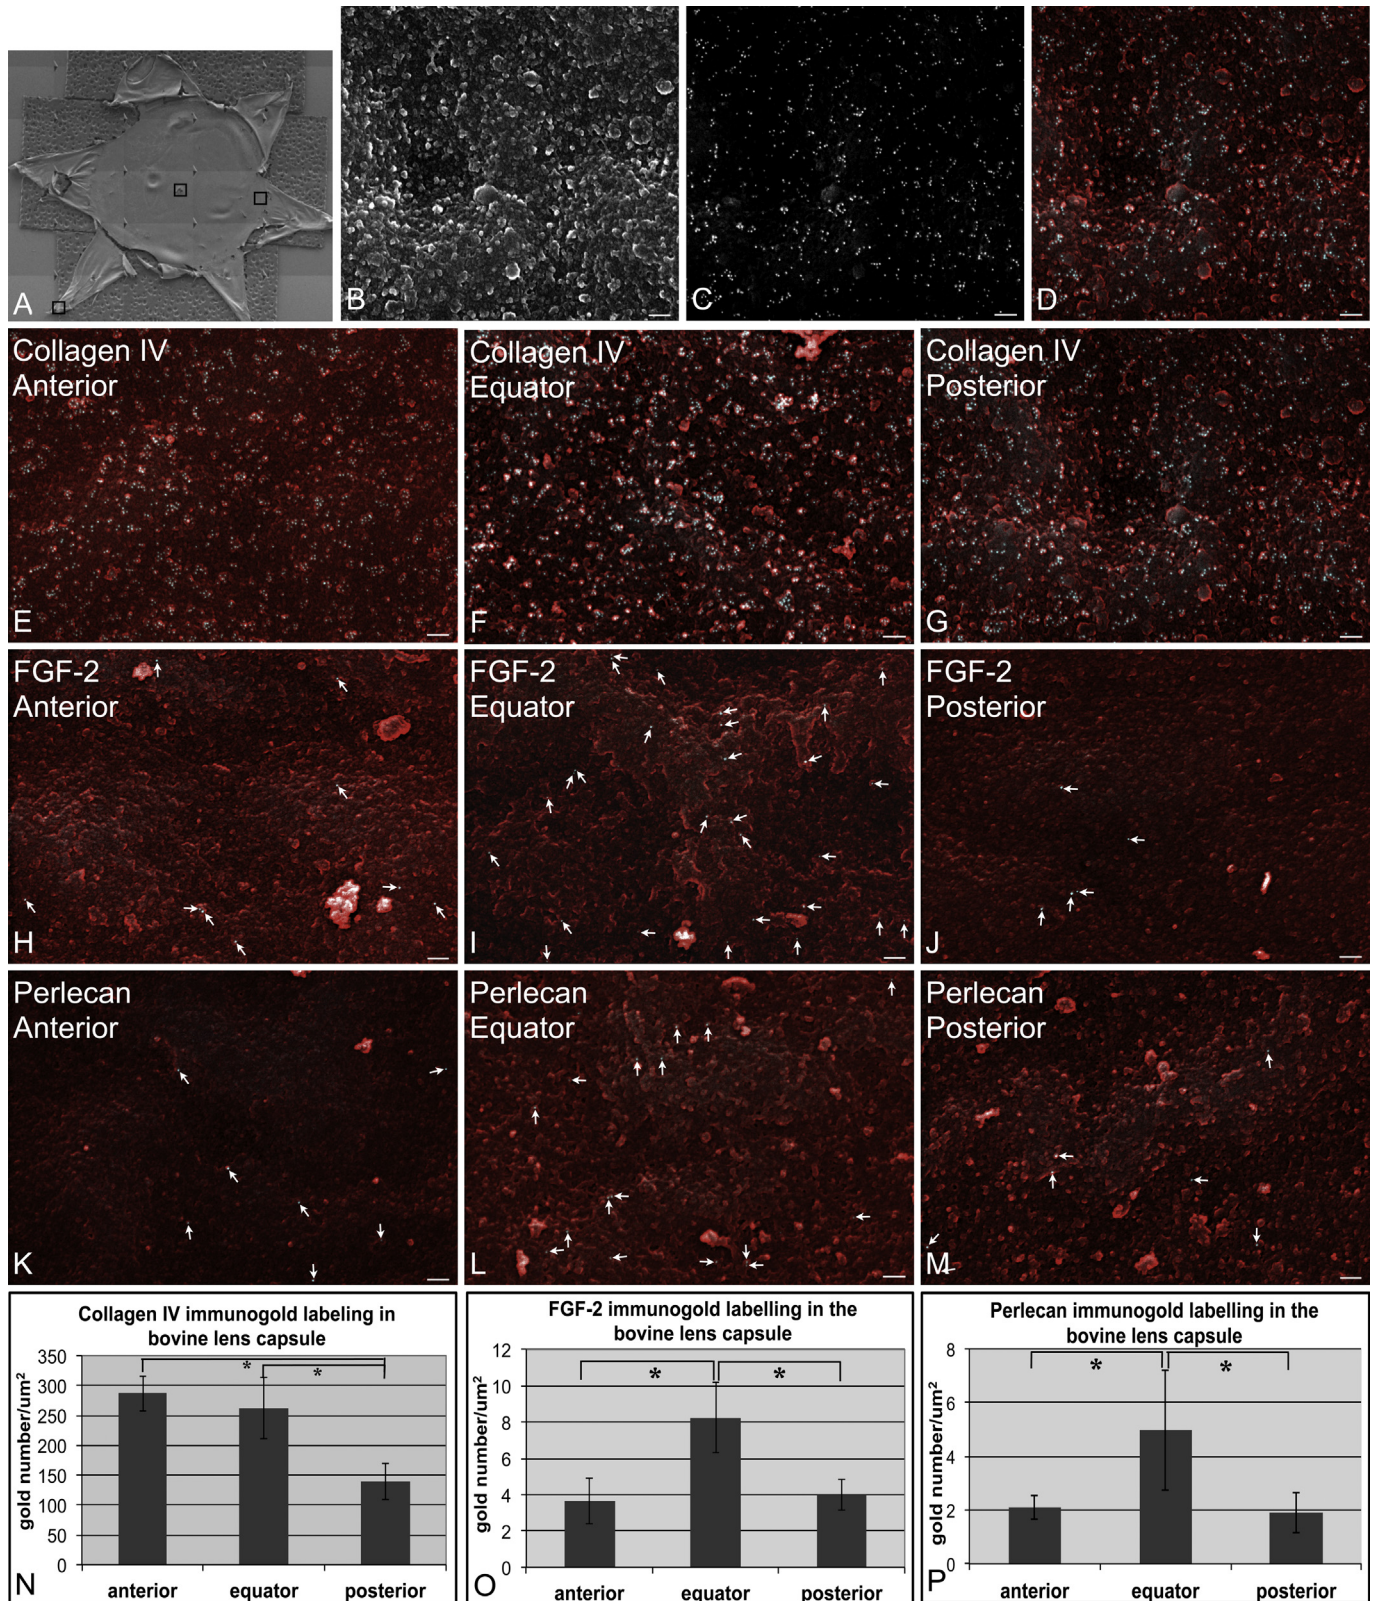 A
B
C
D
Collagen IV
Anterior
E
Collagen IV
Equator
F
Collagen IV
Posterior
G
FGF-2
Anterior
H
FGF-2
Equator
I
FGF-2
Posterior
J
Perlecan
Anterior
K
Perlecan
Equator
L
Perlecan
Posterior
M
Collagen IV immunogold labeling in
bovine lens capsule
gold number/um²
350
300
250
200
150
100
50
0
* *
anterior equator posterior
N
FGF-2 immunogold labelling in the
bovine lens capsule
gold number/um²
12
10
8
6
4
2
0
* *
anterior equator posterior
O
Perlecan immunogold labelling in the
bovine lens capsule
gold number/um²
8
6
4
2
0
* *
anterior equator posterior
P